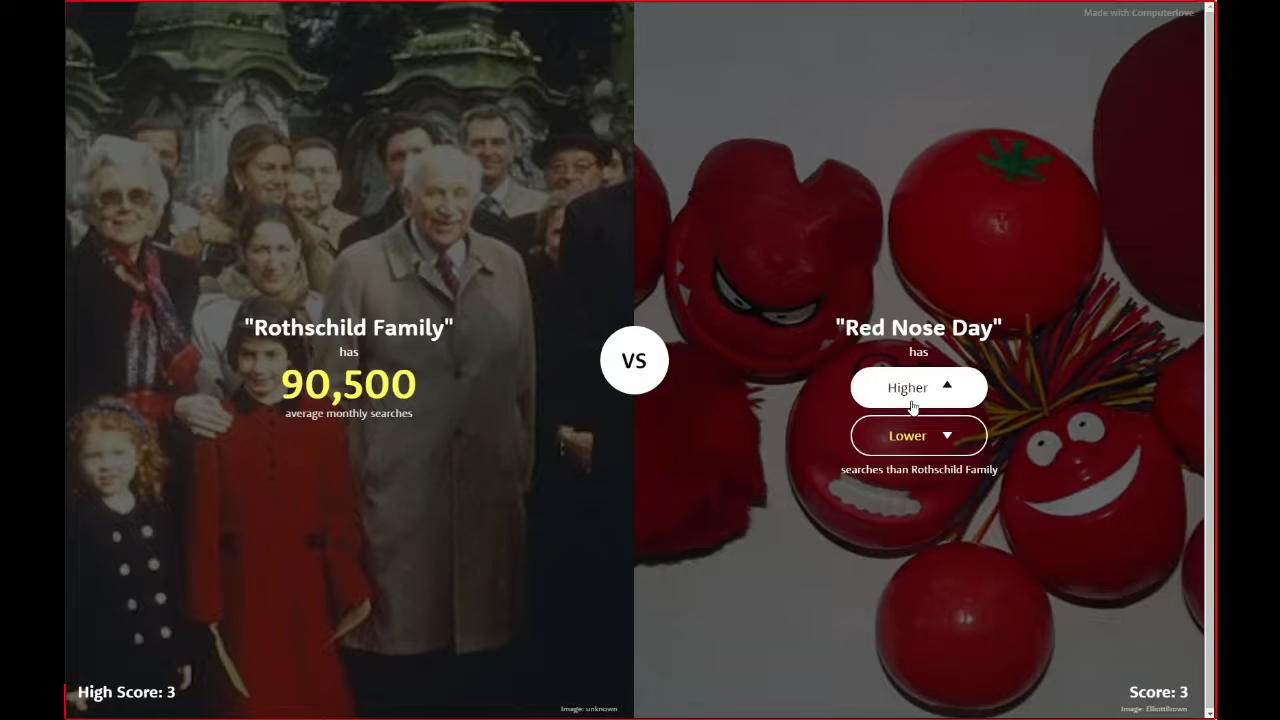 Made with Computerlove
"Rothschild Family"
has
90,500
average monthly searches
VS
"Red Nose Day"
has
Higher
Lower
searches than Rothschild Family
High Score: 3
Image: unknown
Score: 3
Image: ElliottBrown